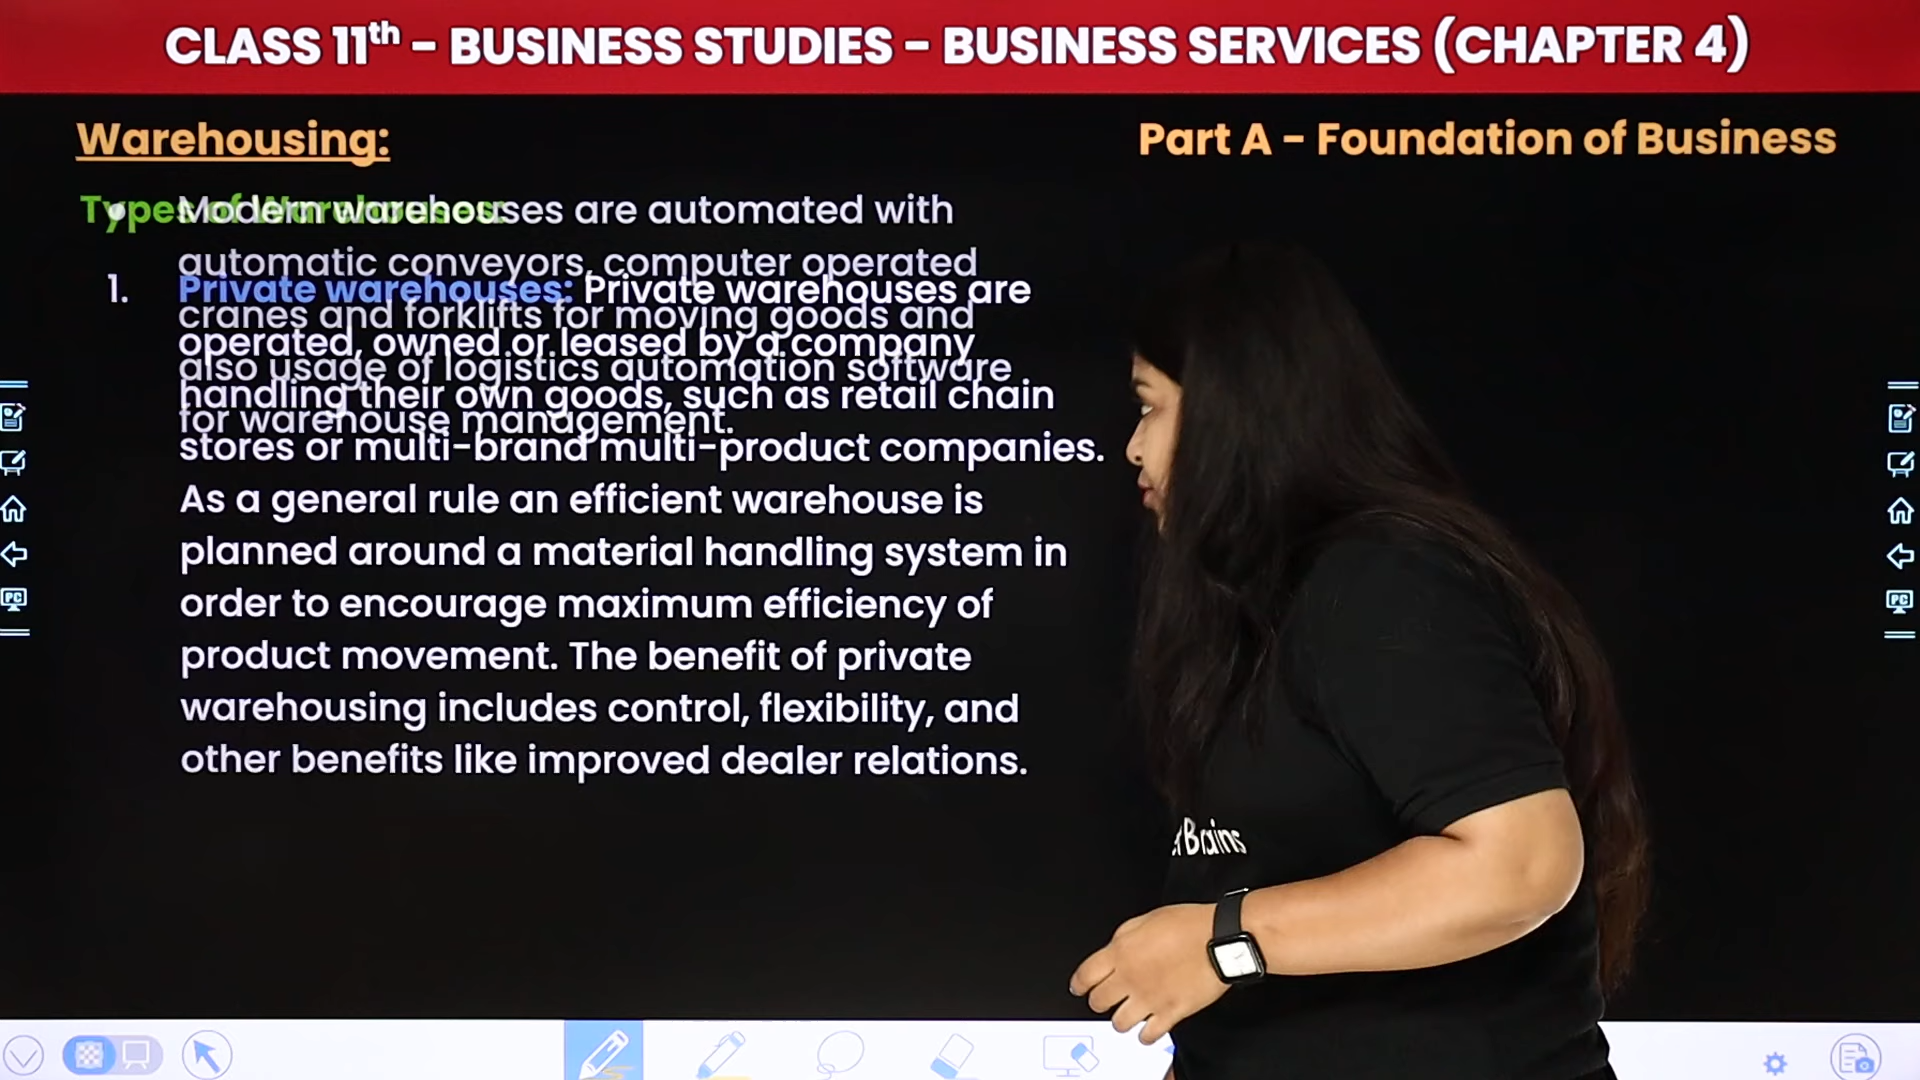 CLASS 11th – BUSINESS STUDIES – BUSINESS SERVICES (CHAPTER 4)
Warehousing:
Part A – Foundation of Business
Types of Warehouses:
• Modern warehouses are automated with
automatic conveyors, computer operated
cranes and forklifts for moving goods and
also usage of logistics automation software
for warehouse management.
1. Private warehouses: Private warehouses are
operated, owned or leased by a company
handling their own goods, such as retail chain
stores or multi-brand multi-product companies.
As a general rule an efficient warehouse is
planned around a material handling system in
order to encourage maximum efficiency of
product movement. The benefit of private
warehousing includes control, flexibility, and
other benefits like improved dealer relations.
PC
PC
rBrains